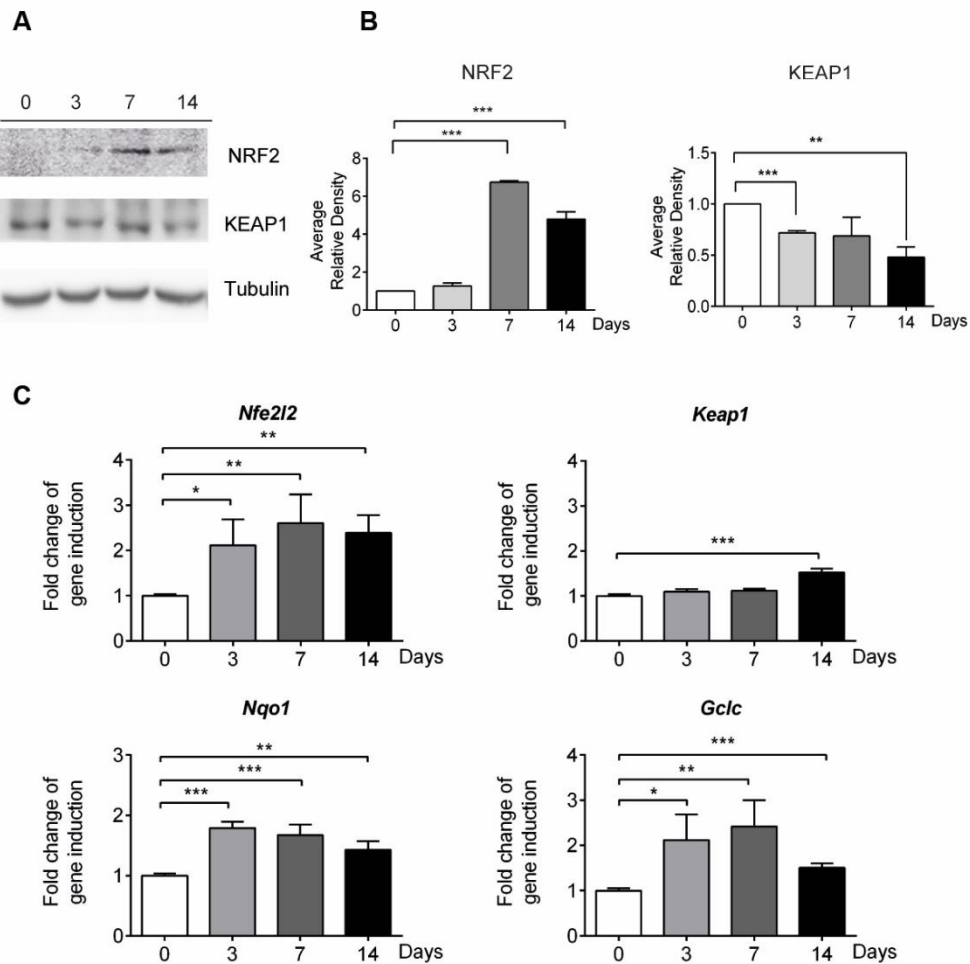 A
0 3 7 14
NRF2
KEAP1
Tubulin
B
NRF2
***
***
Average
Relative Density
8
6
4
2
0
0 3 7 14 Days
KEAP1
**
***
Average
Relative Density
1.5
1.0
0.5
0.0
0 3 7 14 Days
C
Nfe2l2
**
**
*
Fold change of
gene induction
4
3
2
1
0
0 3 7 14 Days
Keap1
***
Fold change of
gene induction
4
3
2
1
0
0 3 7 14 Days
Nqo1
**
***
***
Fold change of
gene induction
3
2
1
0
0 3 7 14 Days
Gclc
***
**
*
Fold change of
gene induction
4
3
2
1
0
0 3 7 14 Days